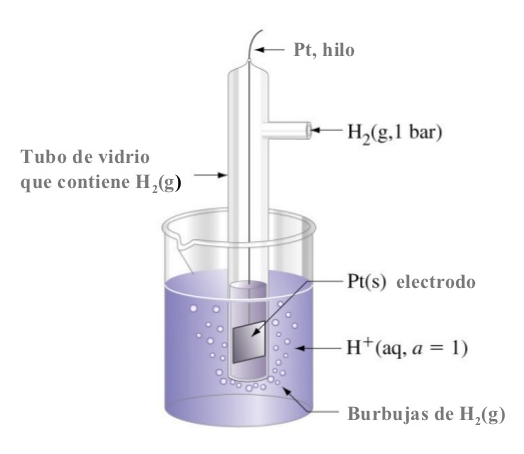 Pt, hilo
H₂(g,1 bar)
Tubo de vidrio
que contiene H₂(g)
Pt(s) electrodo
H⁺(aq, a = 1)
Burbujas de H₂(g)